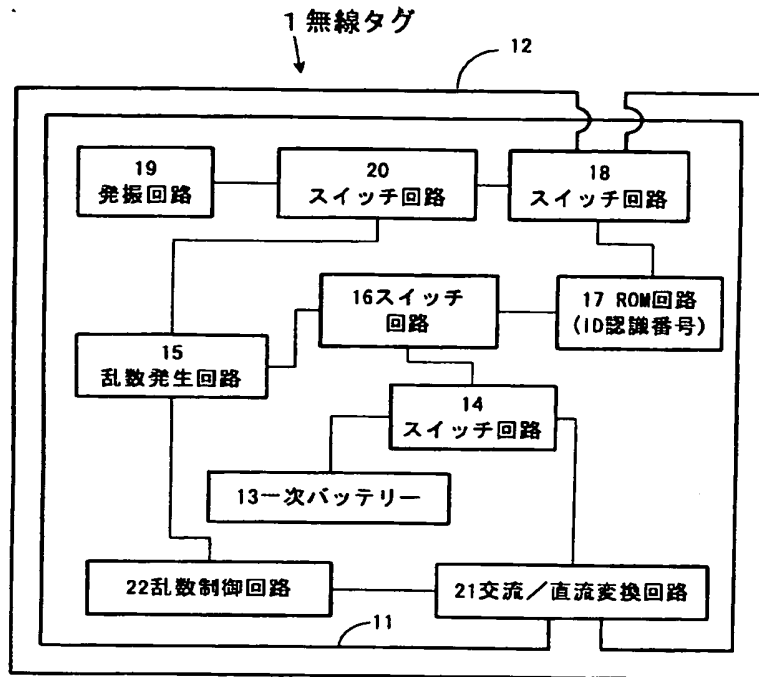 1 無線タグ
12
19
発振回路
20
スイッチ回路
18
スイッチ回路
16スイッチ
回路
17 ROM回路
(ID認識番号)
15
乱数発生回路
14
スイッチ回路
13一次バッテリー
22乱数制御回路
21交流／直流変換回路
11